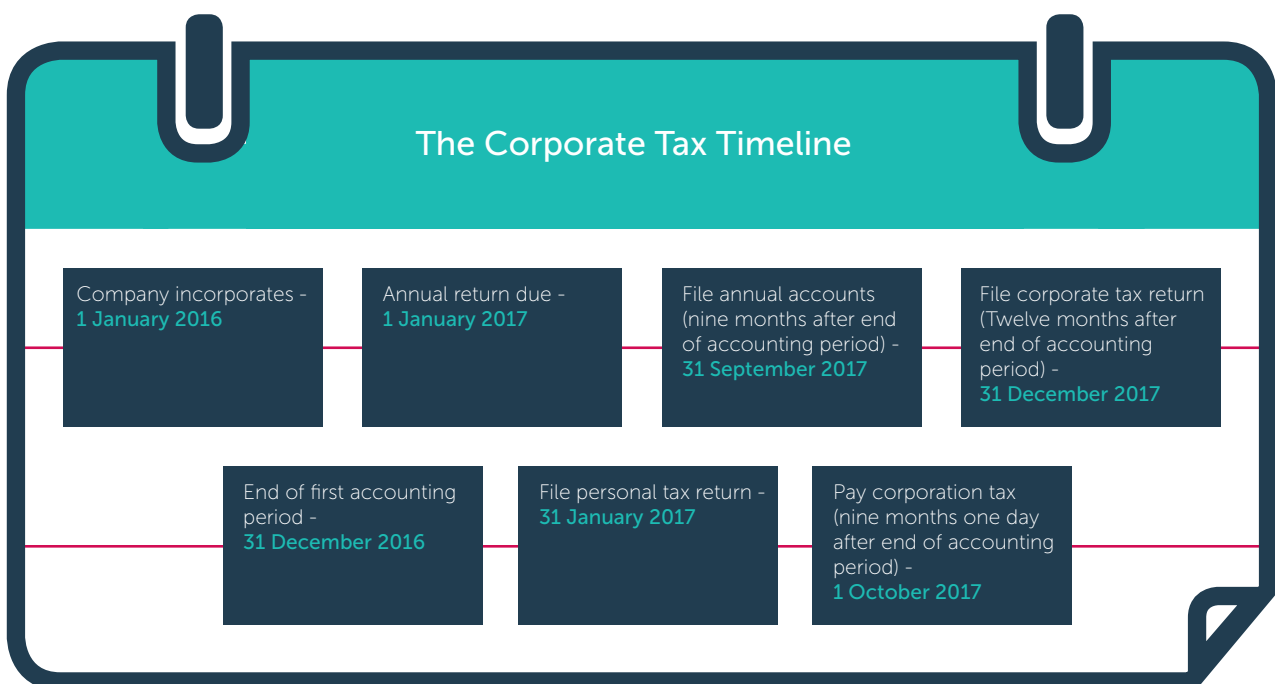 The Corporate Tax Timeline
Company incorporates -
1 January 2016
Annual return due -
1 January 2017
File annual accounts
(nine months after end
of accounting period) -
31 September 2017
File corporate tax return
(Twelve months after
end of accounting
period) -
31 December 2017
End of first accounting
period -
31 December 2016
File personal tax return -
31 January 2017
Pay corporation tax
(nine months one day
after end of accounting
period) -
1 October 2017